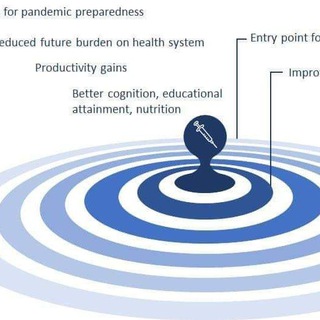 for pandemic preparedness
educed future burden on health system
Entry point fo
Productivity gains
Impro
Better cognition, educational
attainment, nutrition